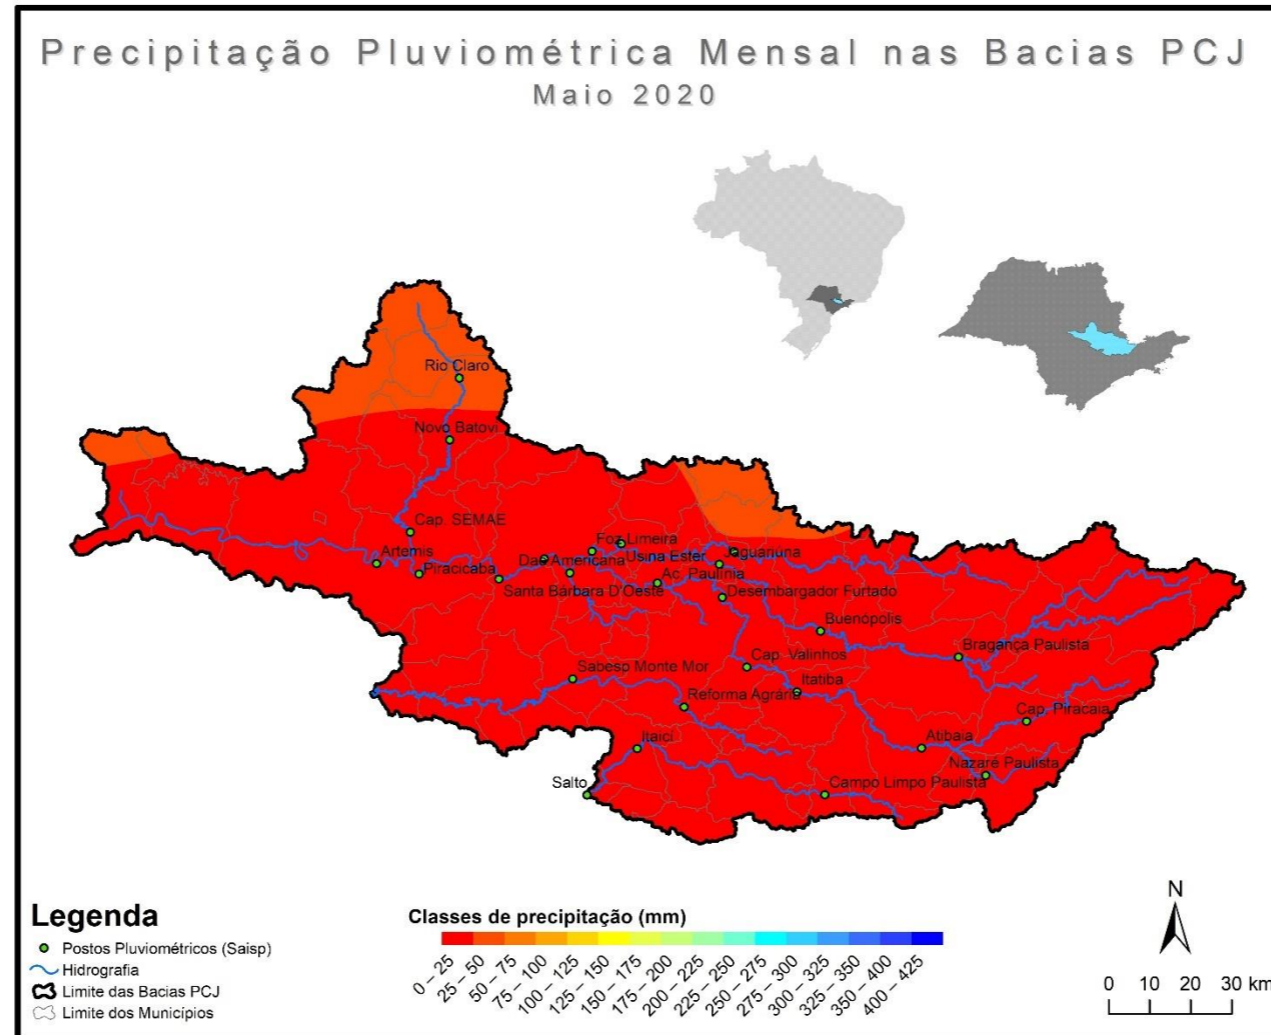 Precipitação Pluviométrica Mensal nas Bacias PCJ
Maio 2020
Rio Claro
Novo Batovi
Cap. SEMAE
Foz Limeira
Artemis
Dae Americana
Usina Ester
Jaguariúna
Piracicaba
Ac. Paulínia
Santa Bárbara D'Oeste
Desembargador Furtado
Buenópolis
Bragança Paulista
Sabesp Monte Mor
Cap. Valinhos
Itatiba
Reforma Agrária
Cap. Piracaia
Itaici
Atibaia
Nazaré Paulista
Salto
Campo Limpo Paulista
Legenda
Postos Pluviométricos (Saisp)
Hidrografia
Limite das Bacias PCJ
Limite dos Municípios
Classes de precipitação (mm)
0 – 25
25 – 50
50 – 75
75 – 100
100 – 125
125 – 150
150 – 175
175 – 200
200 – 225
225 – 250
250 – 275
275 – 300
300 – 325
325 – 350
350 – 400
400 – 425
N
0 10 20 30 km